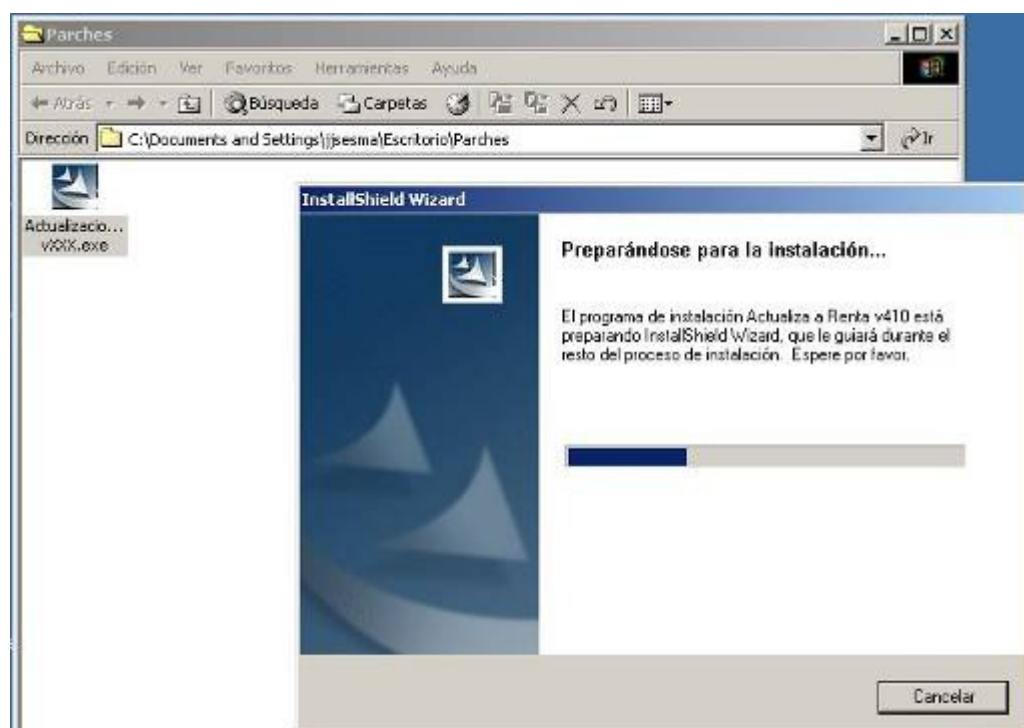 Parches
Archivo Edición Ver Favoritos Herramientas Ayuda
Atrás Búsqueda Carpetas
Dirección C:\Documents and Settings\jjsesma\Escritorio\Parches Ir
Actualizacio...
vXXX.exe
InstallShield Wizard
Preparándose para la instalación...
El programa de instalación Actualiza a Renta v410 está
preparando InstallShield Wizard, que le guiará durante el
resto del proceso de instalación. Espere por favor.
Cancelar